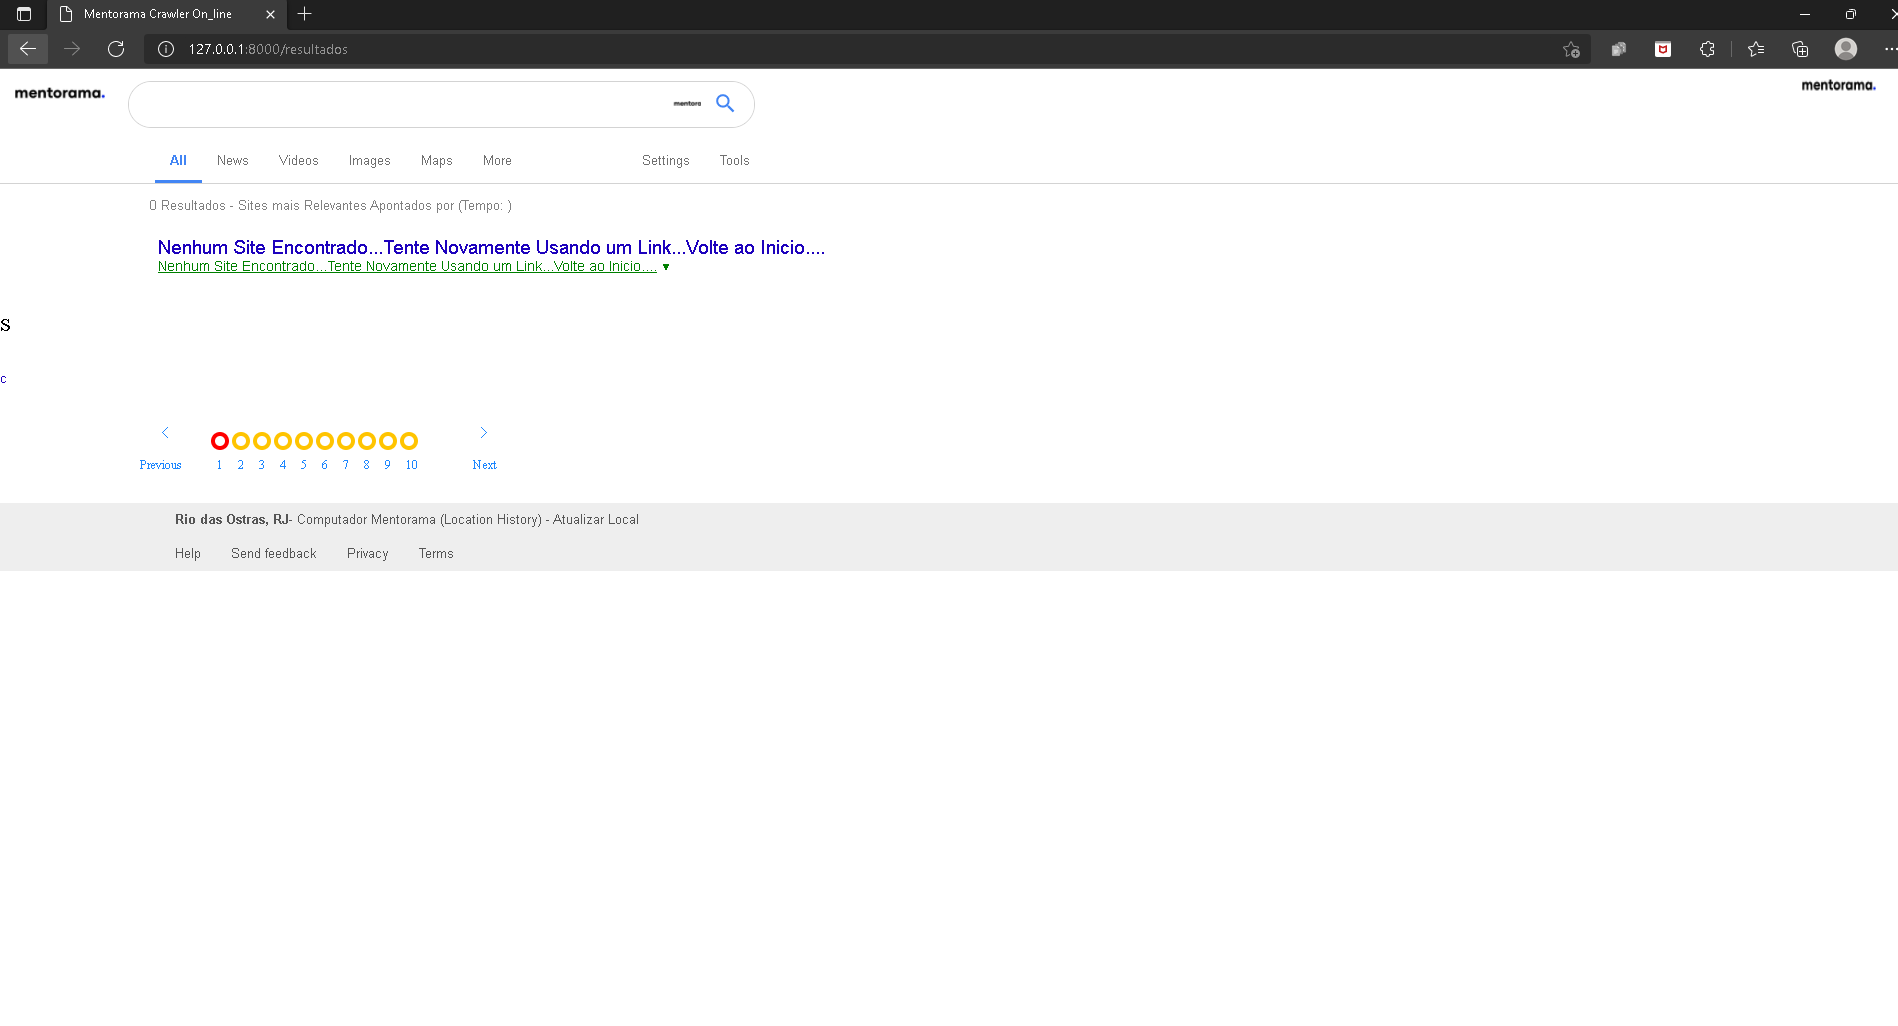 Mentorama Crawler On_line
127.0.0.1:8000/resultados
mentorama.
mentora
mentorama.
All News Videos Images Maps More Settings Tools
0 Resultados - Sites mais Relevantes Apontados por (Tempo: )
Nenhum Site Encontrado...Tente Novamente Usando um Link...Volte ao Inicio....
Nenhum Site Encontrado...Tente Novamente Usando um Link...Volte ao Inicio....
S
c
Previous 1 2 3 4 5 6 7 8 9 10 Next
Rio das Ostras, RJ- Computador Mentorama (Location History) - Atualizar Local
Help Send feedback Privacy Terms